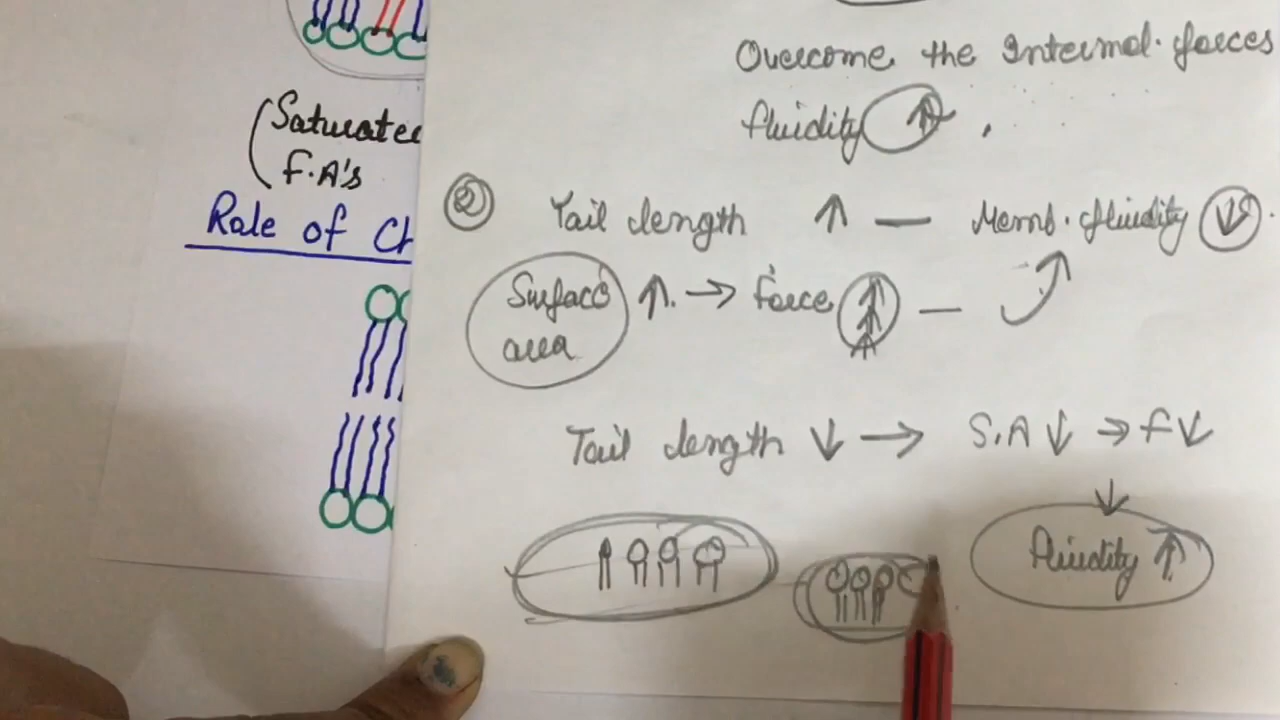 (Saturated
F.A's
Role of Ch
Overcome the Internal forces
fluidity ↑ .
② Tail length ↑ — Memb. fluidity ↓ .
Surface area ↑. → force ↑↑↑ —
Tail length ↓ → S.A ↓ → f ↓
↓
fluidity ↑